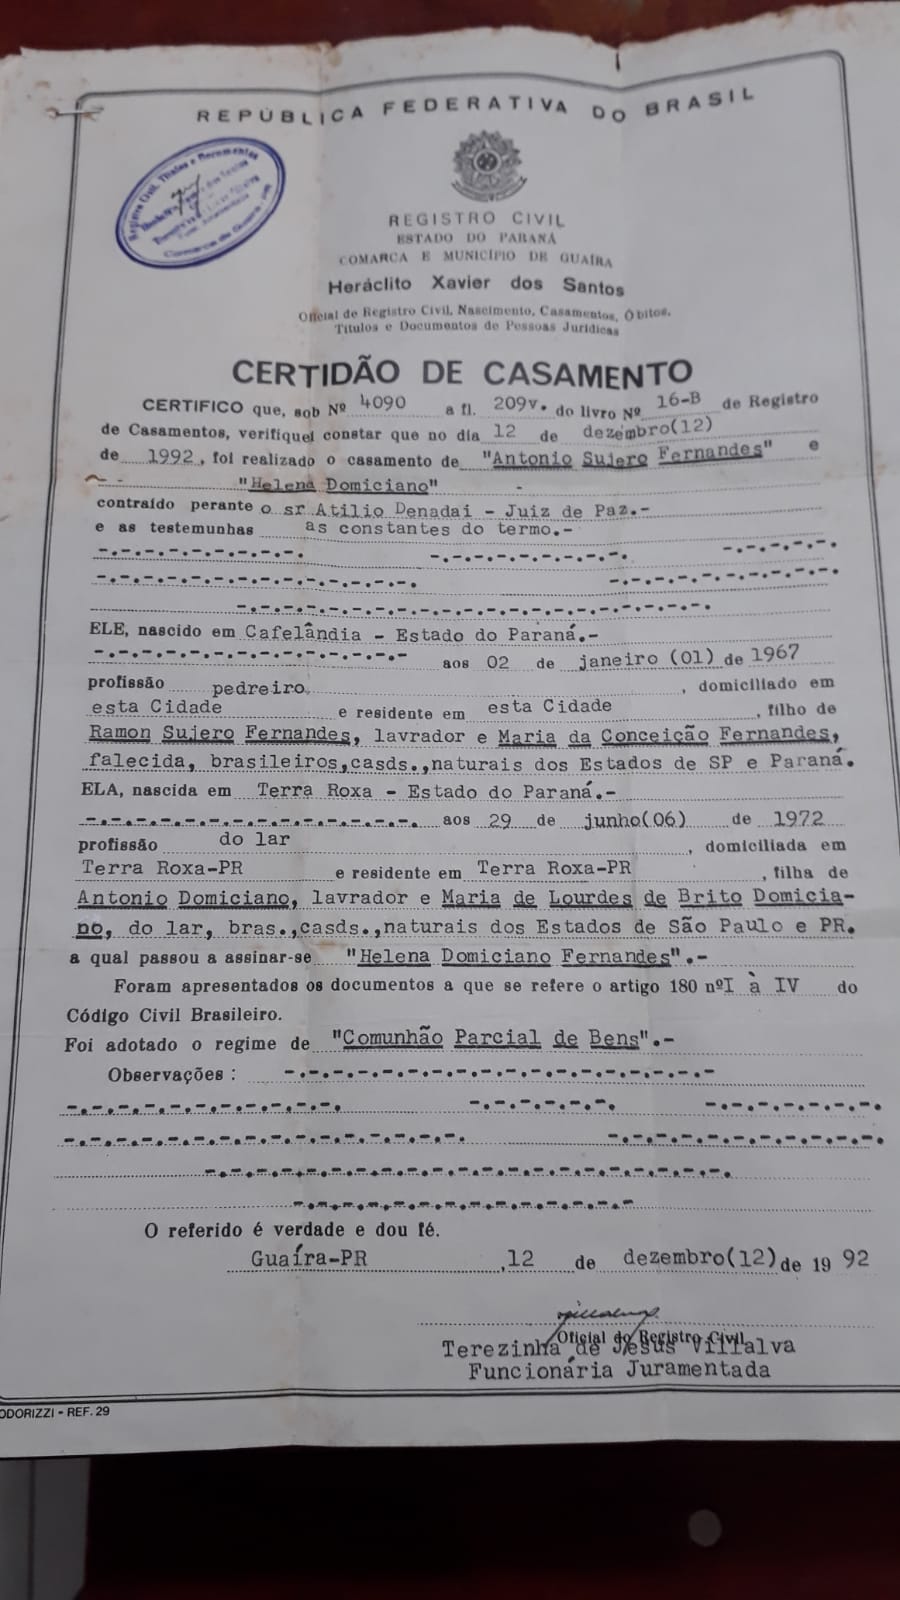 REPÚBLICA FEDERATIVA DO BRASIL
Registro Civil, Titulos e Documentos
Comarca de Guaíra
REGISTRO CIVIL
ESTADO DO PARANÁ
COMARCA E MUNICÍPIO DE GUAÍRA
Heráclito Xavier dos Santos
Oficial de Registro Civil, Nascimento, Casamentos, Óbitos,
Títulos e Documentos de Pessoas Jurídicas
CERTIDÃO DE CASAMENTO
CERTIFICO que, sob Nº 4090 a fl. 209v. do livro Nº 16-B de Registro
de Casamentos, verifiquei constar que no dia 12 de dezembro(12)
de 1992, foi realizado o casamento de "Antonio Sujero Fernandes" e
"Helena Domiciano" -
contraído perante o sr Atilio Denadai - Juiz de Paz.-
e as testemunhas as constantes do termo.-
ELE, nascido em Cafelândia - Estado do Paraná.-
aos 02 de janeiro (01) de 1967
profissão pedreiro, domiciliado em
esta Cidade e residente em esta Cidade, filho de
Ramon Sujero Fernandes, lavrador e Maria da Conceição Fernandes,
falecida, brasileiros,casds.,naturais dos Estados de SP e Paraná.
ELA, nascida em Terra Roxa - Estado do Paraná.-
aos 29 de junho(06) de 1972
profissão do lar, domiciliada em
Terra Roxa-PR e residente em Terra Roxa-PR, filha de
Antonio Domiciano, lavrador e Maria de Lourdes de Brito Domicia-
no, do lar, bras.,casds.,naturais dos Estados de São Paulo e PR.
a qual passou a assinar-se "Helena Domiciano Fernandes".-
Foram apresentados os documentos a que se refere o artigo 180 nºI à IV do
Código Civil Brasileiro.
Foi adotado o regime de "Comunhão Parcial de Bens".-
Observações :
O referido é verdade e dou fé.
Guaíra-PR ,12 de dezembro(12) de 19 92
Oficial do Registro Civil
Terezinha de Jesus Villalva
Funcionária Juramentada
ODORIZZI - REF. 29